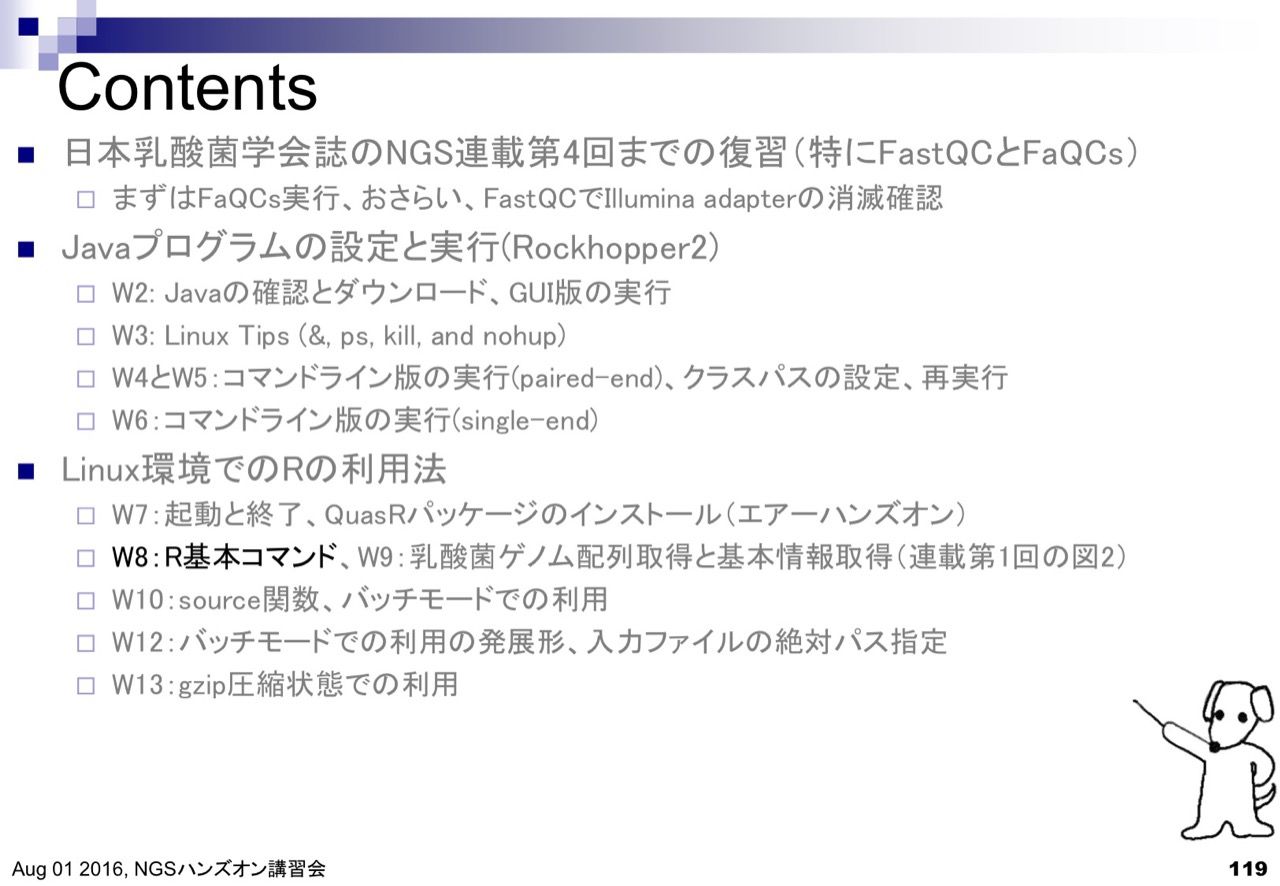 Contents
日本乳酸菌学会誌のNGS連載第4回までの復習(特にFastQCとFaQCs)
まずはFaQCs実行、おさらい、FastQCでIllumina adapterの消滅確認
Javaプログラムの設定と実行(Rockhopper2)
W2: Javaの確認とダウンロード、GUI版の実行
W3: Linux Tips (&, ps, kill, and nohup)
W4とW5:コマンドライン版の実行(paired-end)、クラスパスの設定、再実行
W6:コマンドライン版の実行(single-end)
Linux環境でのRの利用法
W7:起動と終了、QuasRパッケージのインストール(エアーハンズオン)
W8:R基本コマンド、W9:乳酸菌ゲノム配列取得と基本情報取得(連載第1回の図2)
W10:source関数、バッチモードでの利用
W12:バッチモードでの利用の発展形、入力ファイルの絶対パス指定
W13:gzip圧縮状態での利用
Aug 01 2016, NGSハンズオン講習会
119